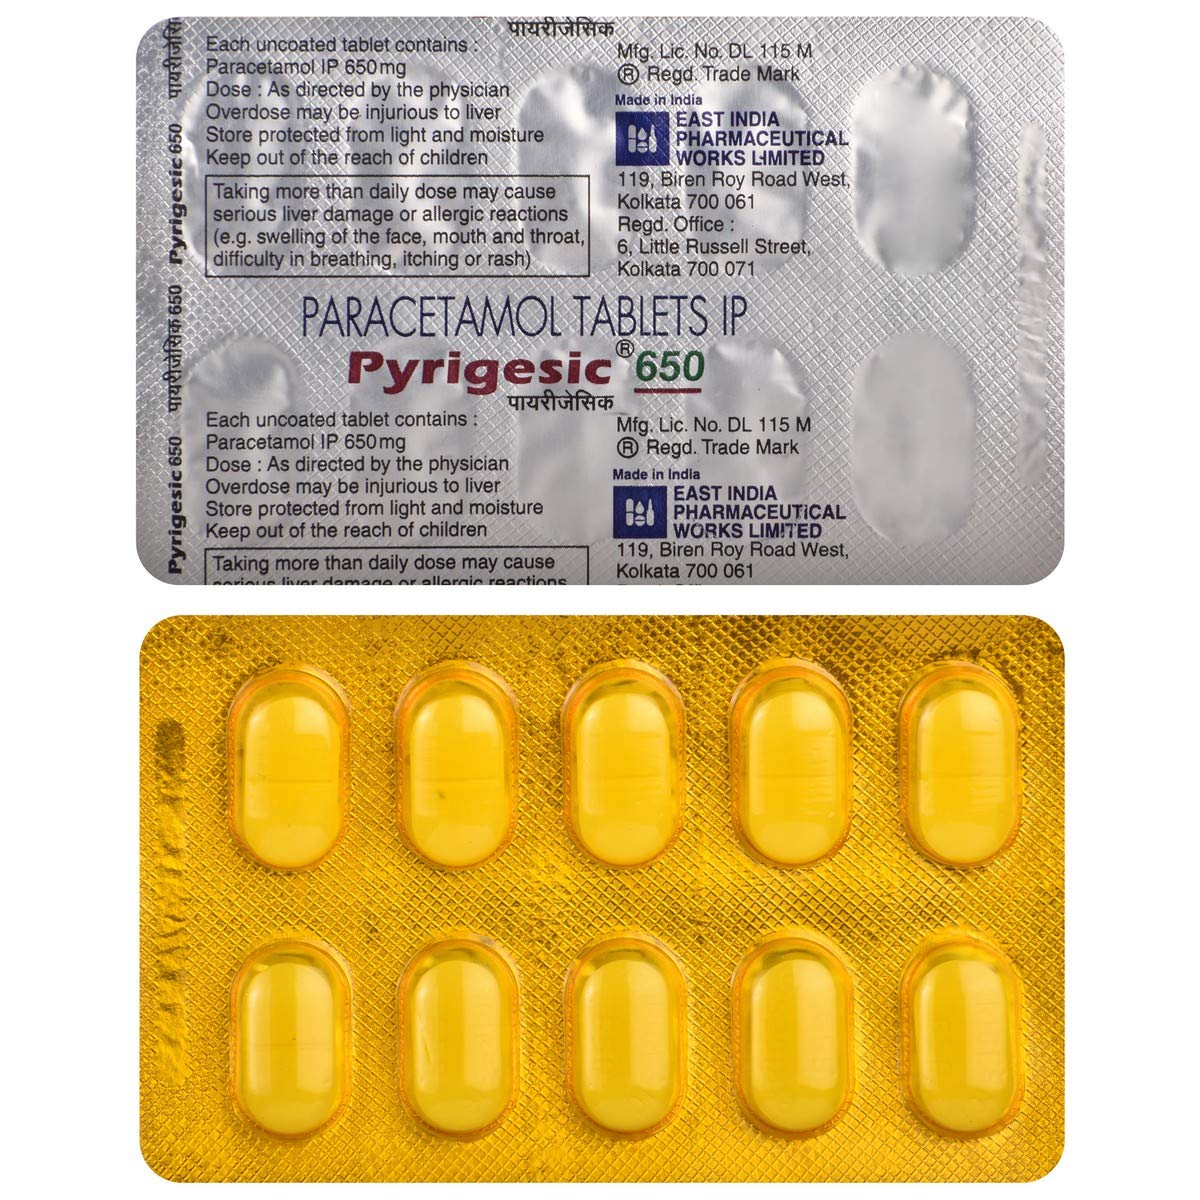 पायरीजेसिक
Each uncoated tablet contains :
Paracetamol IP 650mg
Dose : As directed by the physician
Overdose may be injurious to liver
Store protected from light and moisture
Keep out of the reach of children
Taking more than daily dose may cause
serious liver damage or allergic reactions
(e.g. swelling of the face, mouth and throat,
difficulty in breathing, itching or rash)
Mfg. Lic. No. DL 115 M
® Regd. Trade Mark
Made in India
EAST INDIA
PHARMACEUTICAL
WORKS LIMITED
119, Biren Roy Road West,
Kolkata 700 061
Regd. Office :
6, Little Russell Street,
Kolkata 700 071
PARACETAMOL TABLETS IP
Pyrigesic® 650
पायरीजेसिक
Each uncoated tablet contains :
Paracetamol IP 650mg
Dose : As directed by the physician
Overdose may be injurious to liver
Store protected from light and moisture
Keep out of the reach of children
Taking more than daily dose may cause
serious liver damage or allergic reactions
Mfg. Lic. No. DL 115 M
® Regd. Trade Mark
Made in India
EAST INDIA
PHARMACEUTICAL
WORKS LIMITED
119, Biren Roy Road West,
Kolkata 700 061
Pyrigesic 650 पायरीजेसिक 650 Pyrigesic 650